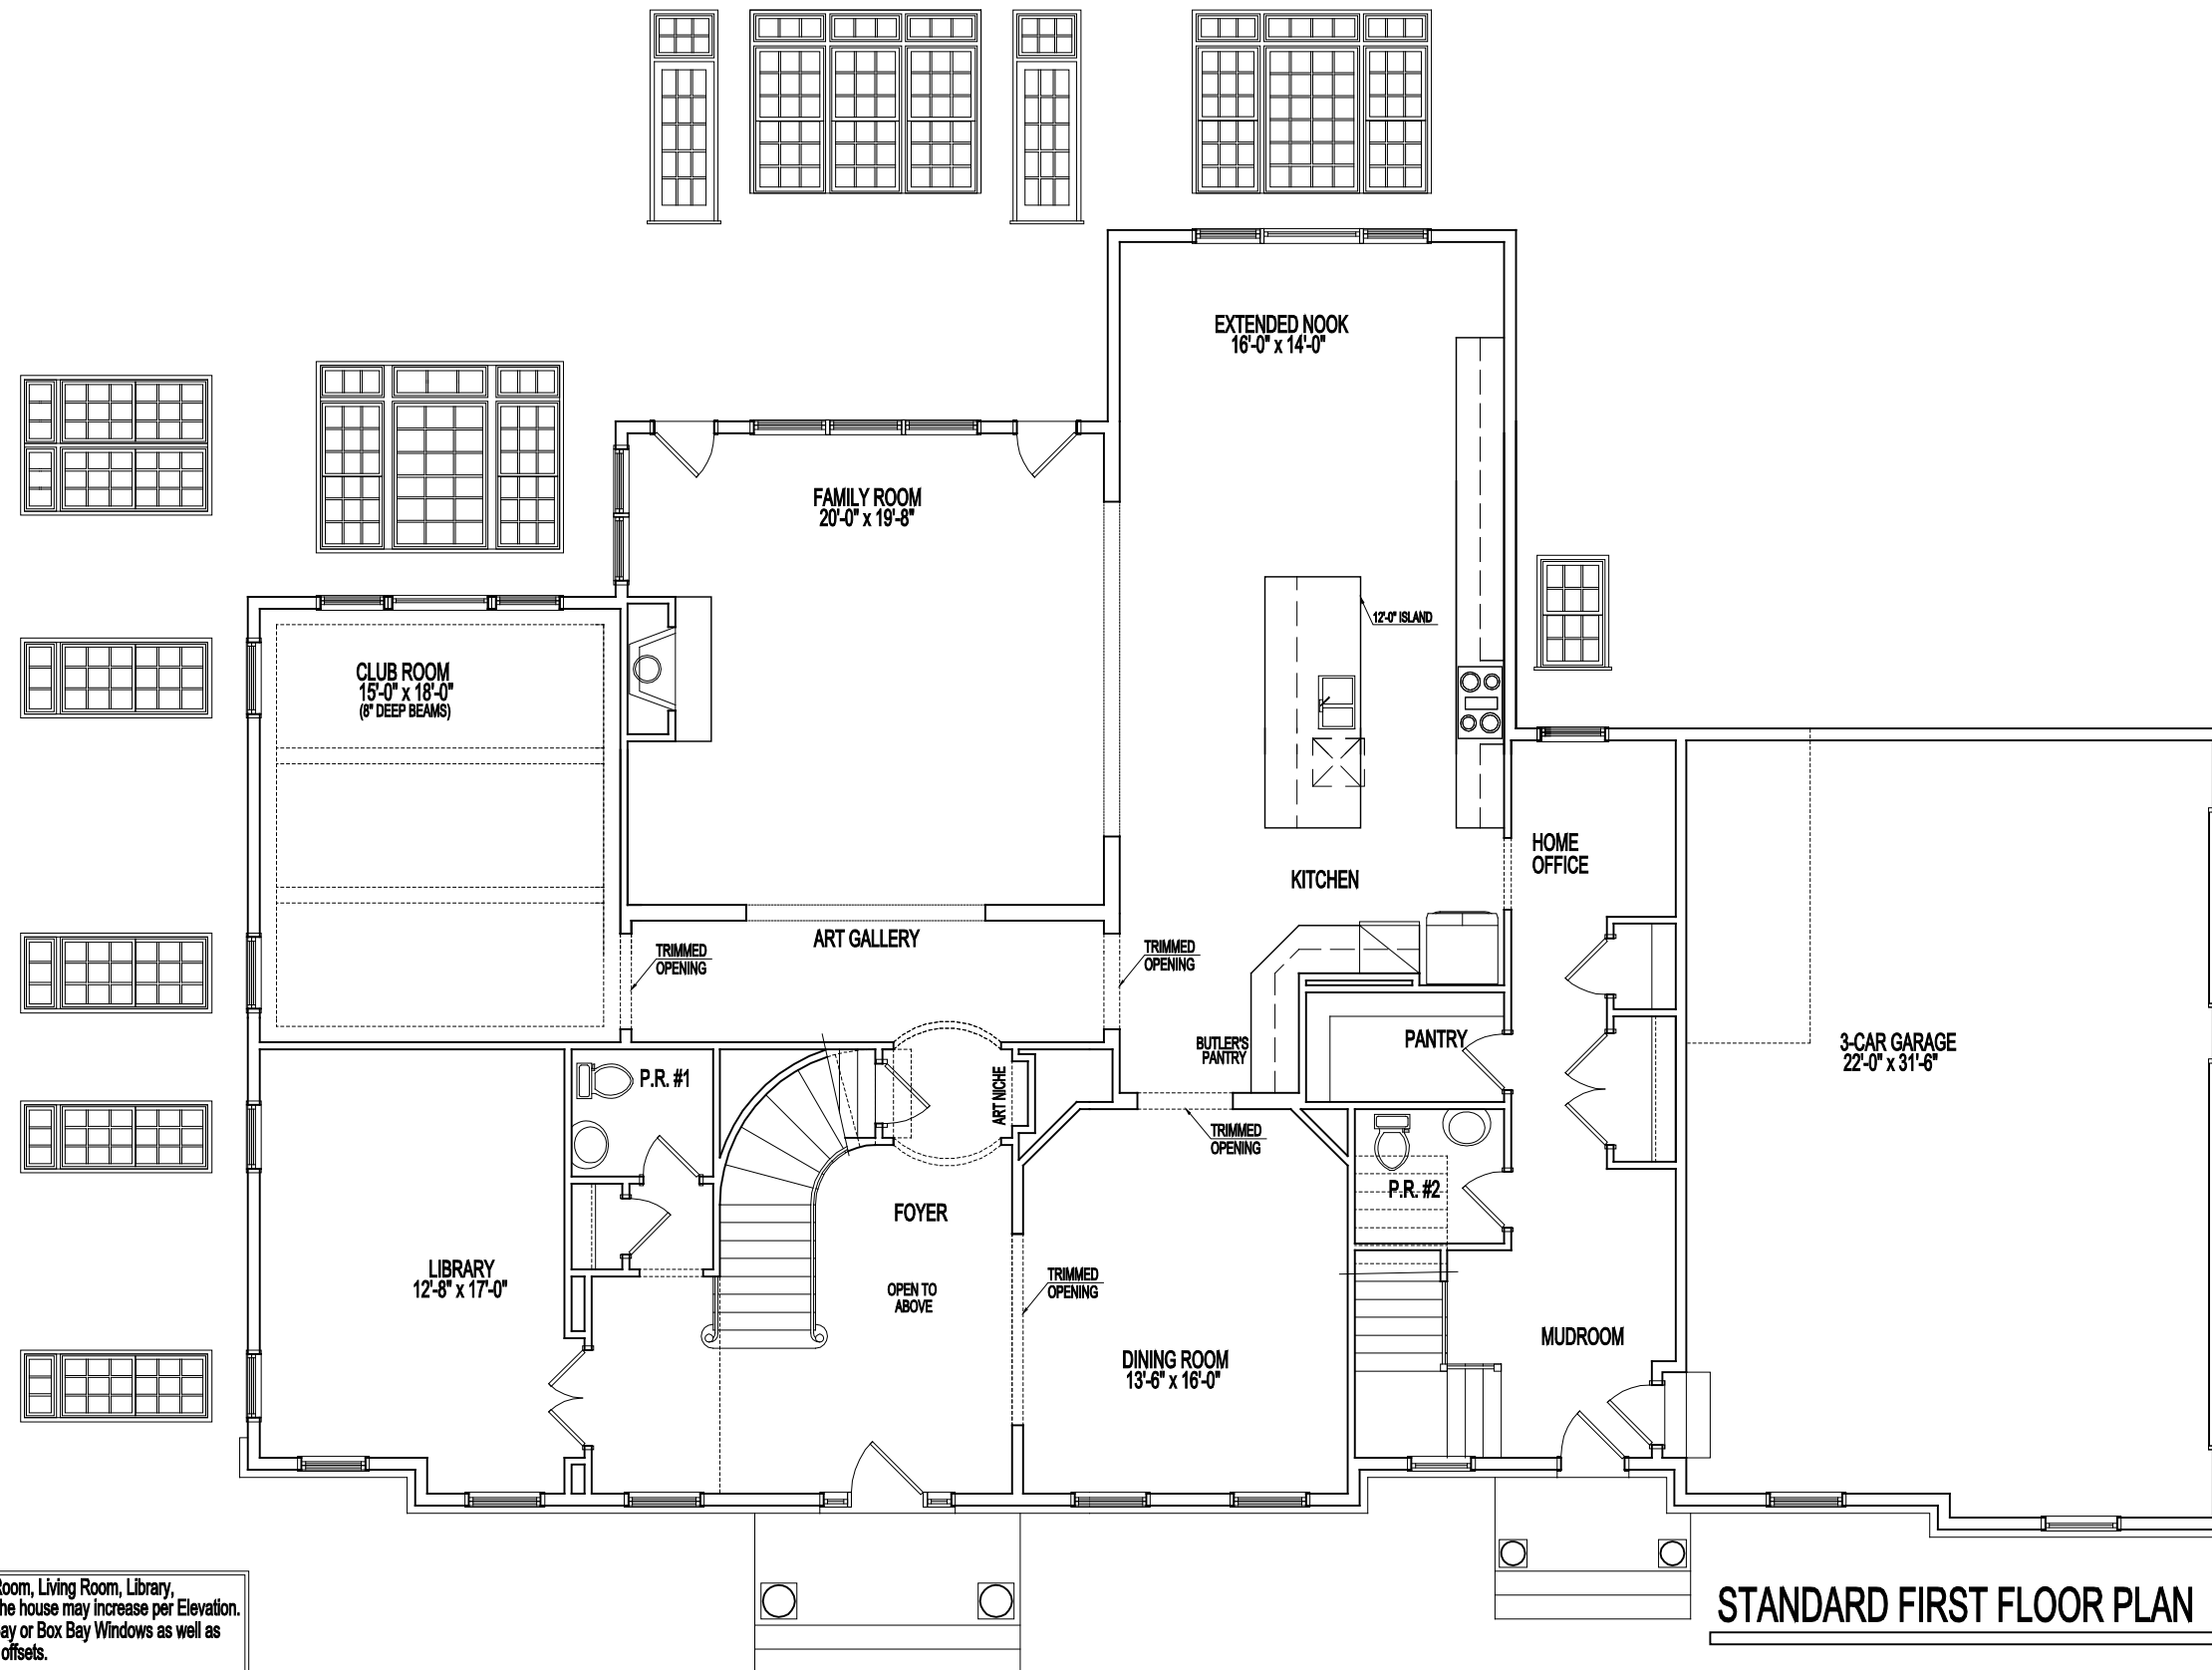 EXTENDED NOOK
16'-0" x 14'-0"
FAMILY ROOM
20'-0" x 19'-8"
12'-0" ISLAND
CLUB ROOM
15'-0" x 18'-0"
(8" DEEP BEAMS)
HOME
OFFICE
KITCHEN
ART GALLERY
TRIMMED
OPENING
TRIMMED
OPENING
BUTLER'S
PANTRY
PANTRY
3-CAR GARAGE
22'-0" x 31'-6"
P.R. #1
ART NICHE
TRIMMED
OPENING
P.R. #2
FOYER
LIBRARY
12'-8" x 17'-0"
OPEN TO
ABOVE
TRIMMED
OPENING
MUDROOM
DINING ROOM
13'-6" x 16'-0"
Room, Living Room, Library,
he house may increase per Elevation.
ay or Box Bay Windows as well as
offsets.
STANDARD FIRST FLOOR PLAN